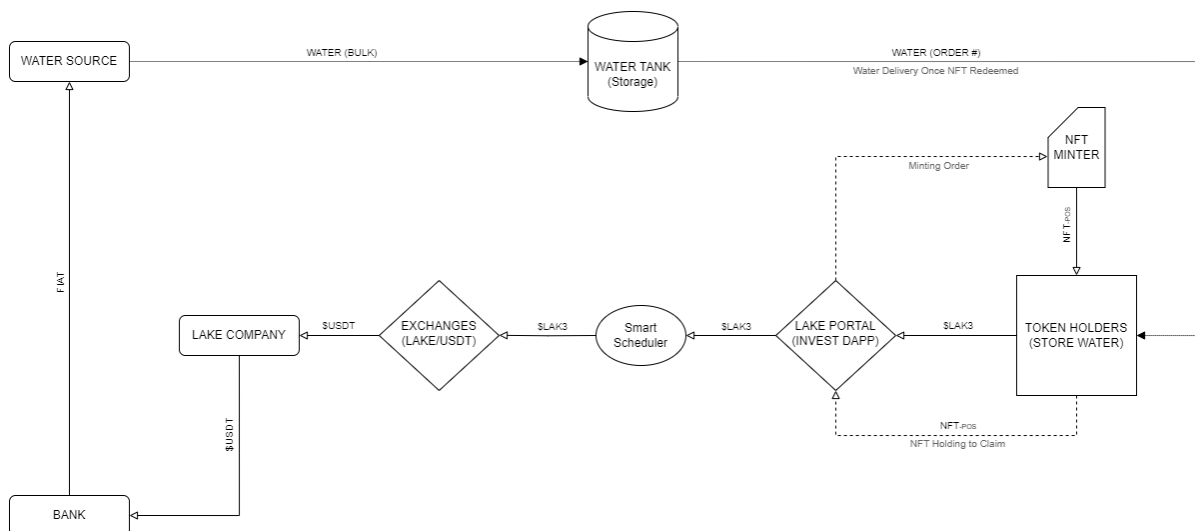 WATER (BULK)
WATER (ORDER #)
WATER SOURCE
WATER TANK
(Storage)
Water Delivery Once NFT Redeemed
NFT
MINTER
Minting Order
NFT-POS
FIAT
$USDT
LAKE COMPANY
EXCHANGES
(LAKE/USDT)
$LAK3
Smart
Scheduler
$LAK3
LAKE PORTAL
(INVEST DAPP)
$LAK3
TOKEN HOLDERS
(STORE WATER)
$USDT
NFT-POS
NFT Holding to Claim
BANK